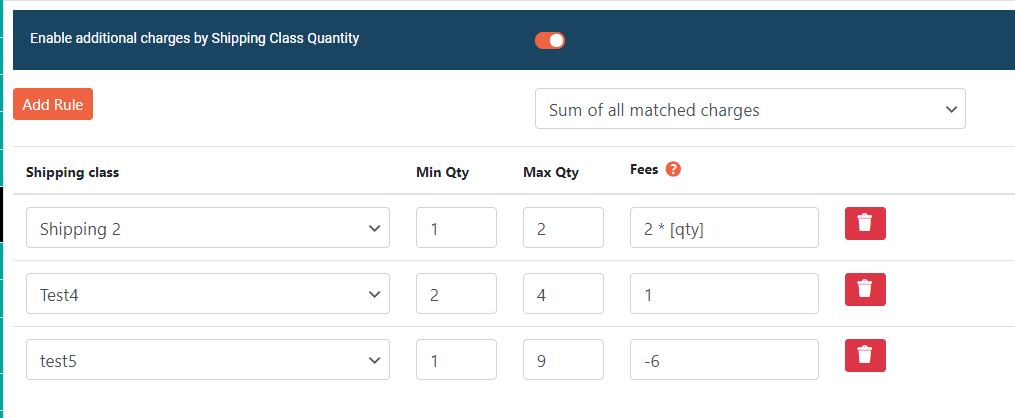 Enable additional charges by Shipping Class Quantity
Add Rule
Sum of all matched charges
Shipping class Min Qty Max Qty Fees ?
Shipping 2 1 2 2 * [qty]
Test4 2 4 1
test5 1 9 -6